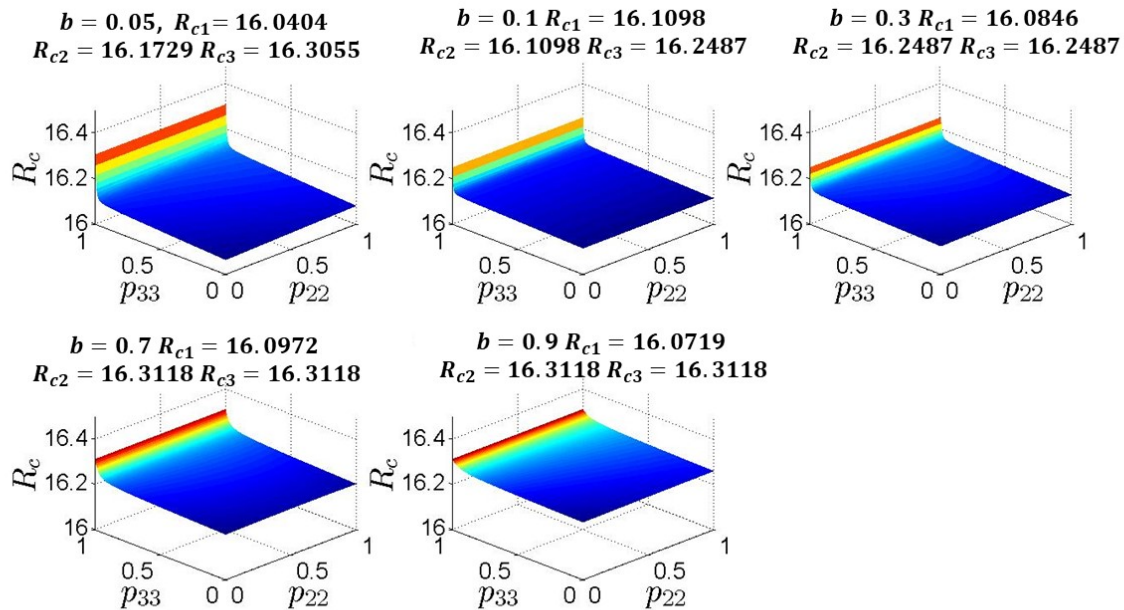 b = 0.05, R_c1 = 16.0404
R_c2 = 16.1729 R_c3 = 16.3055
b = 0.1 R_c1 = 16.1098
R_c2 = 16.1098 R_c3 = 16.2487
b = 0.3 R_c1 = 16.0846
R_c2 = 16.2487 R_c3 = 16.2487
16.4
16.2
16
R_c
1
0.5
0
p_33
0
0.5
1
p_22
16.4
16.2
16
R_c
1
0.5
0
p_33
0
0.5
1
p_22
16.4
16.2
16
R_c
1
0.5
0
p_33
0
0.5
1
p_22
b = 0.7 R_c1 = 16.0972
R_c2 = 16.3118 R_c3 = 16.3118
b = 0.9 R_c1 = 16.0719
R_c2 = 16.3118 R_c3 = 16.3118
16.4
16.2
16
R_c
1
0.5
0
p_33
0
0.5
1
p_22
16.4
16.2
16
R_c
1
0.5
0
p_33
0
0.5
1
p_22